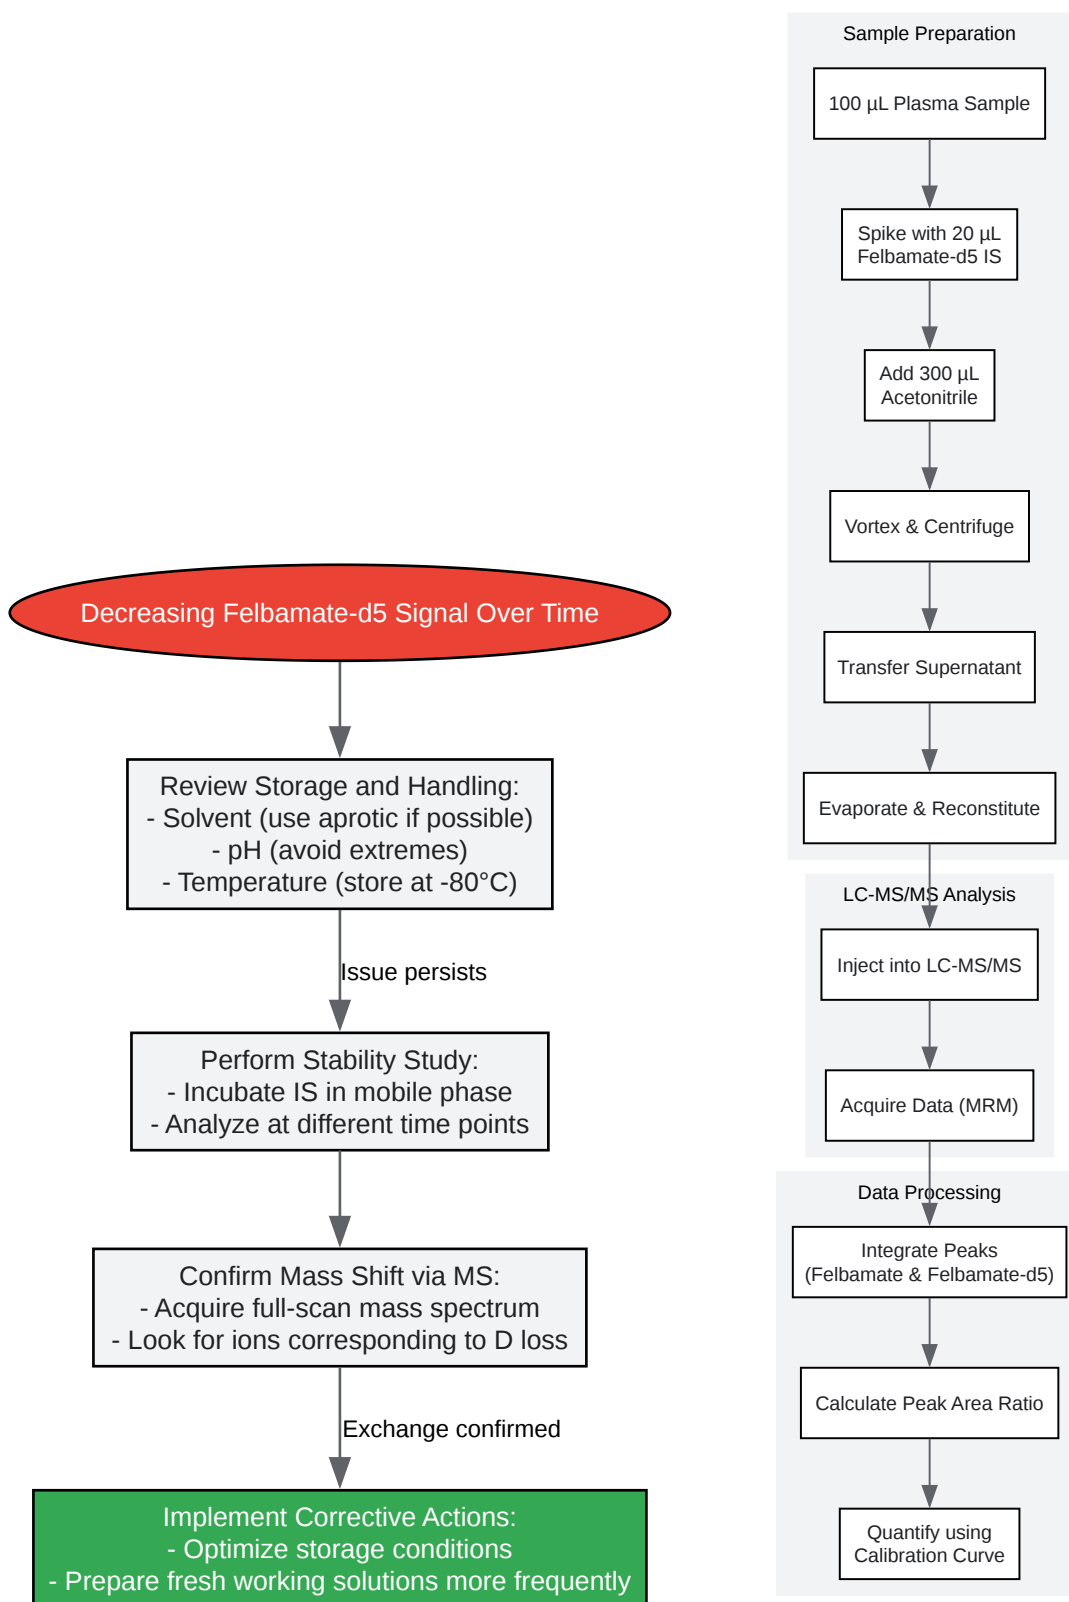 Decreasing Felbamate-d5 Signal Over Time
Review Storage and Handling:
- Solvent (use aprotic if possible)
- pH (avoid extremes)
- Temperature (store at -80°C)
Issue persists
Perform Stability Study:
- Incubate IS in mobile phase
- Analyze at different time points
Confirm Mass Shift via MS:
- Acquire full-scan mass spectrum
- Look for ions corresponding to D loss
Exchange confirmed
Implement Corrective Actions:
- Optimize storage conditions
- Prepare fresh working solutions more frequently
Sample Preparation
100 µL Plasma Sample
Spike with 20 µL
Felbamate-d5 IS
Add 300 µL
Acetonitrile
Vortex & Centrifuge
Transfer Supernatant
Evaporate & Reconstitute
LC-MS/MS Analysis
Inject into LC-MS/MS
Acquire Data (MRM)
Data Processing
Integrate Peaks
(Felbamate & Felbamate-d5)
Calculate Peak Area Ratio
Quantify using
Calibration Curve